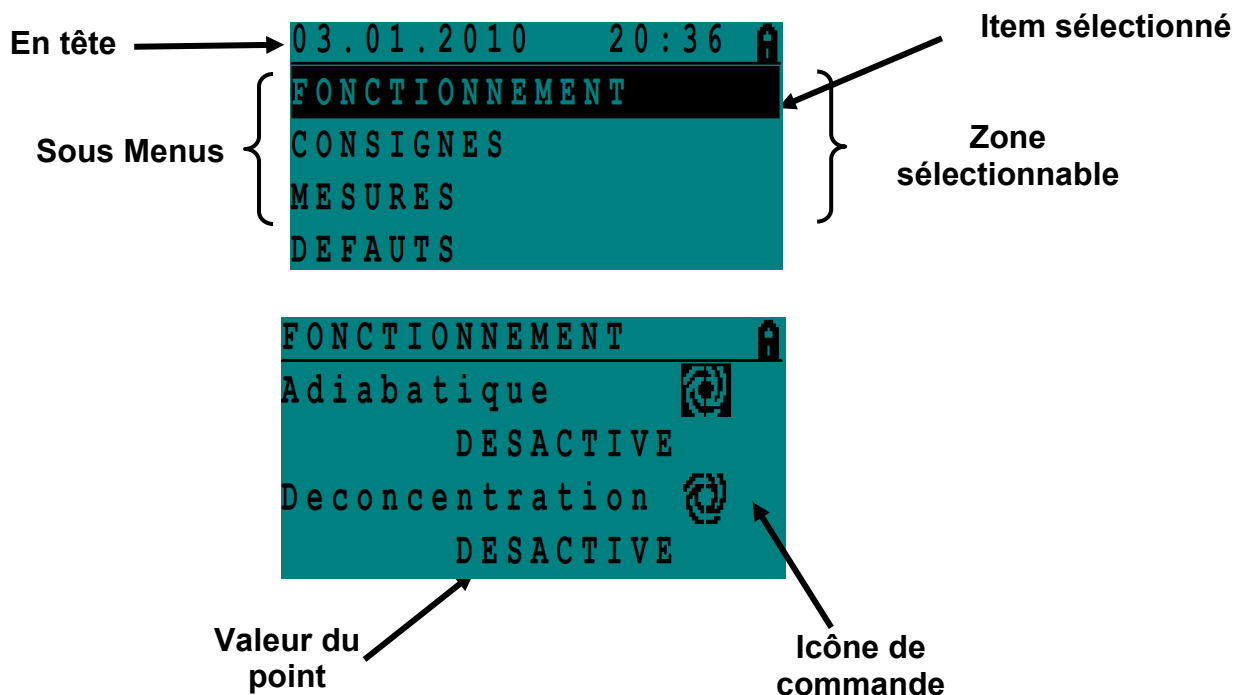 En tête
03.01.2010 20:36
Item sélectionné
FONCTIONNEMENT
Sous Menus
CONSIGNES
Zone
sélectionnable
MESURES
DEFAUTS
FONCTIONNEMENT
Adiabatique
DESACTIVE
Deconcentration
DESACTIVE
Valeur du
point
Icône de
commande